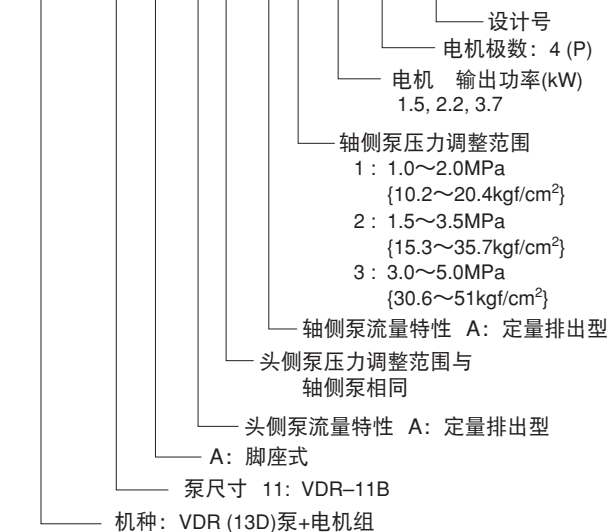 设计号
电机极数：4 (P)
电机 输出功率(kW)
1.5, 2.2, 3.7
轴侧泵压力调整范围
1： 1.0～2.0MPa
{10.2～20.4kgf/cm²}
2： 1.5～3.5MPa
{15.3～35.7kgf/cm²}
3： 3.0～5.0MPa
{30.6～51kgf/cm²}
轴侧泵流量特性 A：定量排出型
头侧泵压力调整范围与
轴侧泵相同
头侧泵流量特性 A：定量排出型
A：脚座式
泵尺寸 11: VDR–11B
机种：VDR (13D)泵+电机组